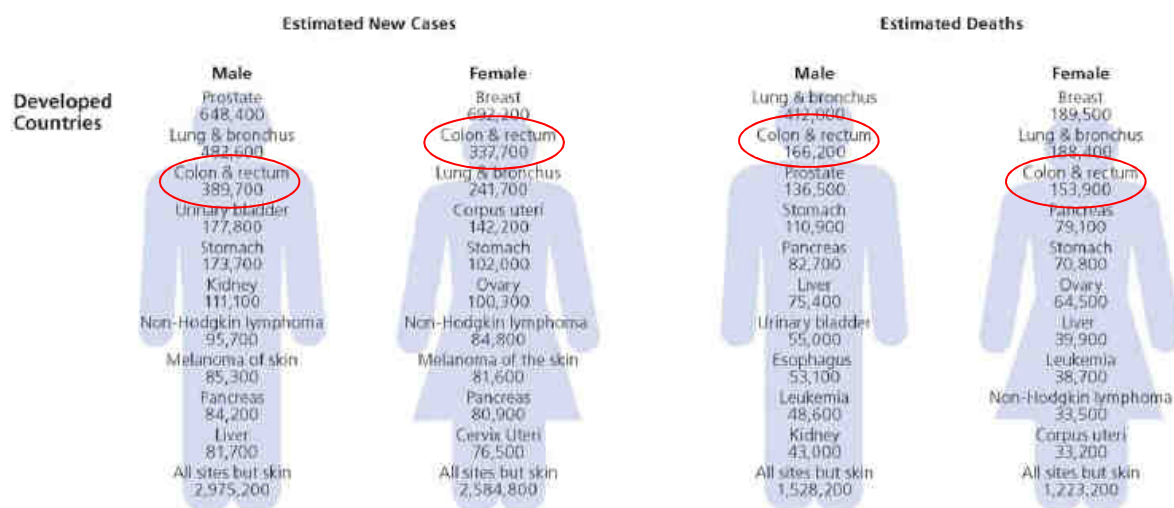 Estimated New Cases
Estimated Deaths
Developed
Countries
Male
Prostate
648,400
Lung & bronchus
482,600
Colon & rectum
389,700
Urinary bladder
177,800
Stomach
173,700
Kidney
111,100
Non-Hodgkin lymphoma
95,700
Melanoma of skin
85,300
Pancreas
84,200
Liver
81,700
All sites but skin
2,975,200
Female
Breast
692,200
Colon & rectum
337,700
Lung & bronchus
241,700
Corpus uteri
142,200
Stomach
102,000
Ovary
100,300
Non-Hodgkin lymphoma
84,800
Melanoma of the skin
81,600
Pancreas
80,900
Cervix Uteri
76,500
All sites but skin
2,584,800
Male
Lung & bronchus
412,000
Colon & rectum
166,200
Prostate
136,500
Stomach
110,900
Pancreas
82,700
Liver
75,400
Urinary bladder
55,000
Esophagus
53,100
Leukemia
48,600
Kidney
43,000
All sites but skin
1,528,200
Female
Breast
189,500
Lung & bronchus
188,400
Colon & rectum
153,900
Pancreas
79,100
Stomach
70,800
Ovary
64,500
Liver
39,900
Leukemia
38,700
Non-Hodgkin lymphoma
33,500
Corpus uteri
33,200
All sites but skin
1,223,200